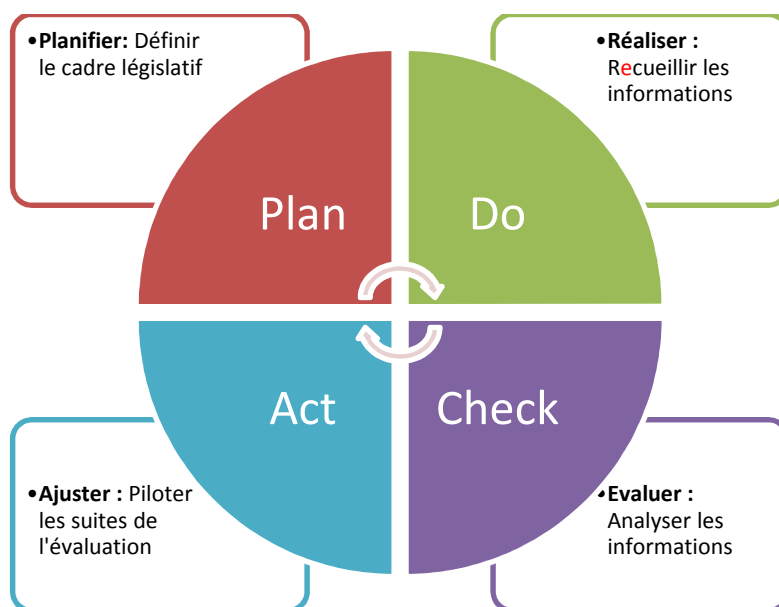 •Planifier: Définir
le cadre législatif
•Réaliser :
Recueillir les
informations
Plan
Do
Act
Check
•Ajuster : Piloter
les suites de
l'évaluation
•Evaluer :
Analyser les
informations